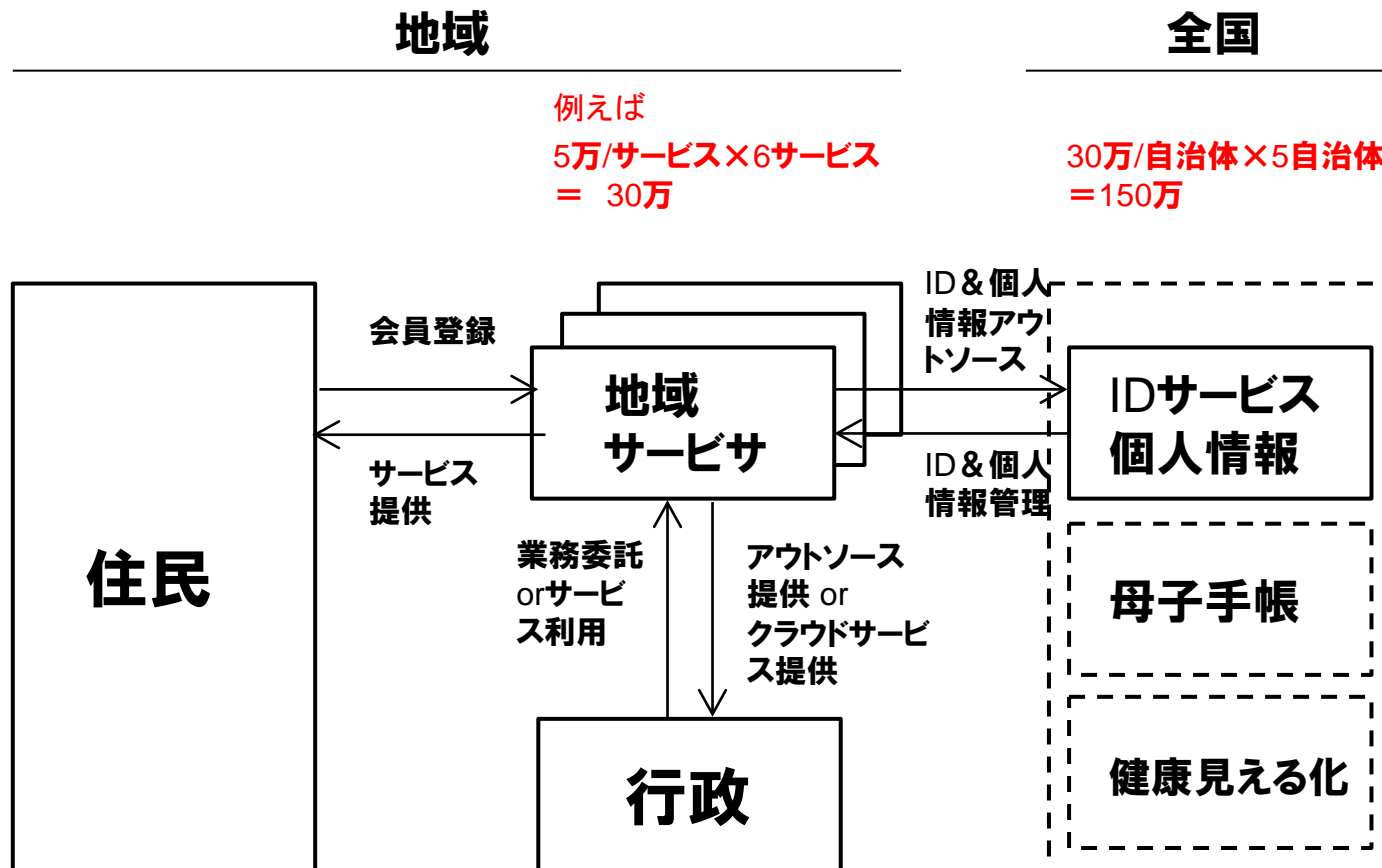 地域
全国
例えば
5万/サービス×6サービス
＝ 30万
30万/自治体×5自治体
＝150万
住民
会員登録
サービス
提供
地域
サービサ
業務委託
orサービ
ス利用
アウトソース
提供 or
クラウドサービ
ス提供
行政
ID＆個人
情報アウ
トソース
ID＆個人
情報管理
IDサービス
個人情報
母子手帳
健康見える化